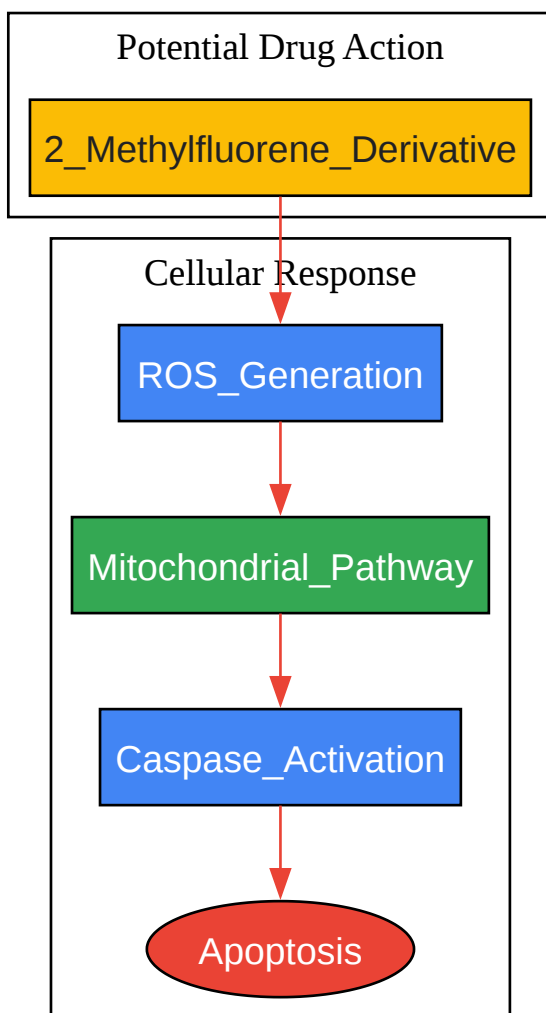 Potential Drug Action
2_Methylfluorene_Derivative
Cellular Response
ROS_Generation
Mitochondrial_Pathway
Caspase_Activation
Apoptosis